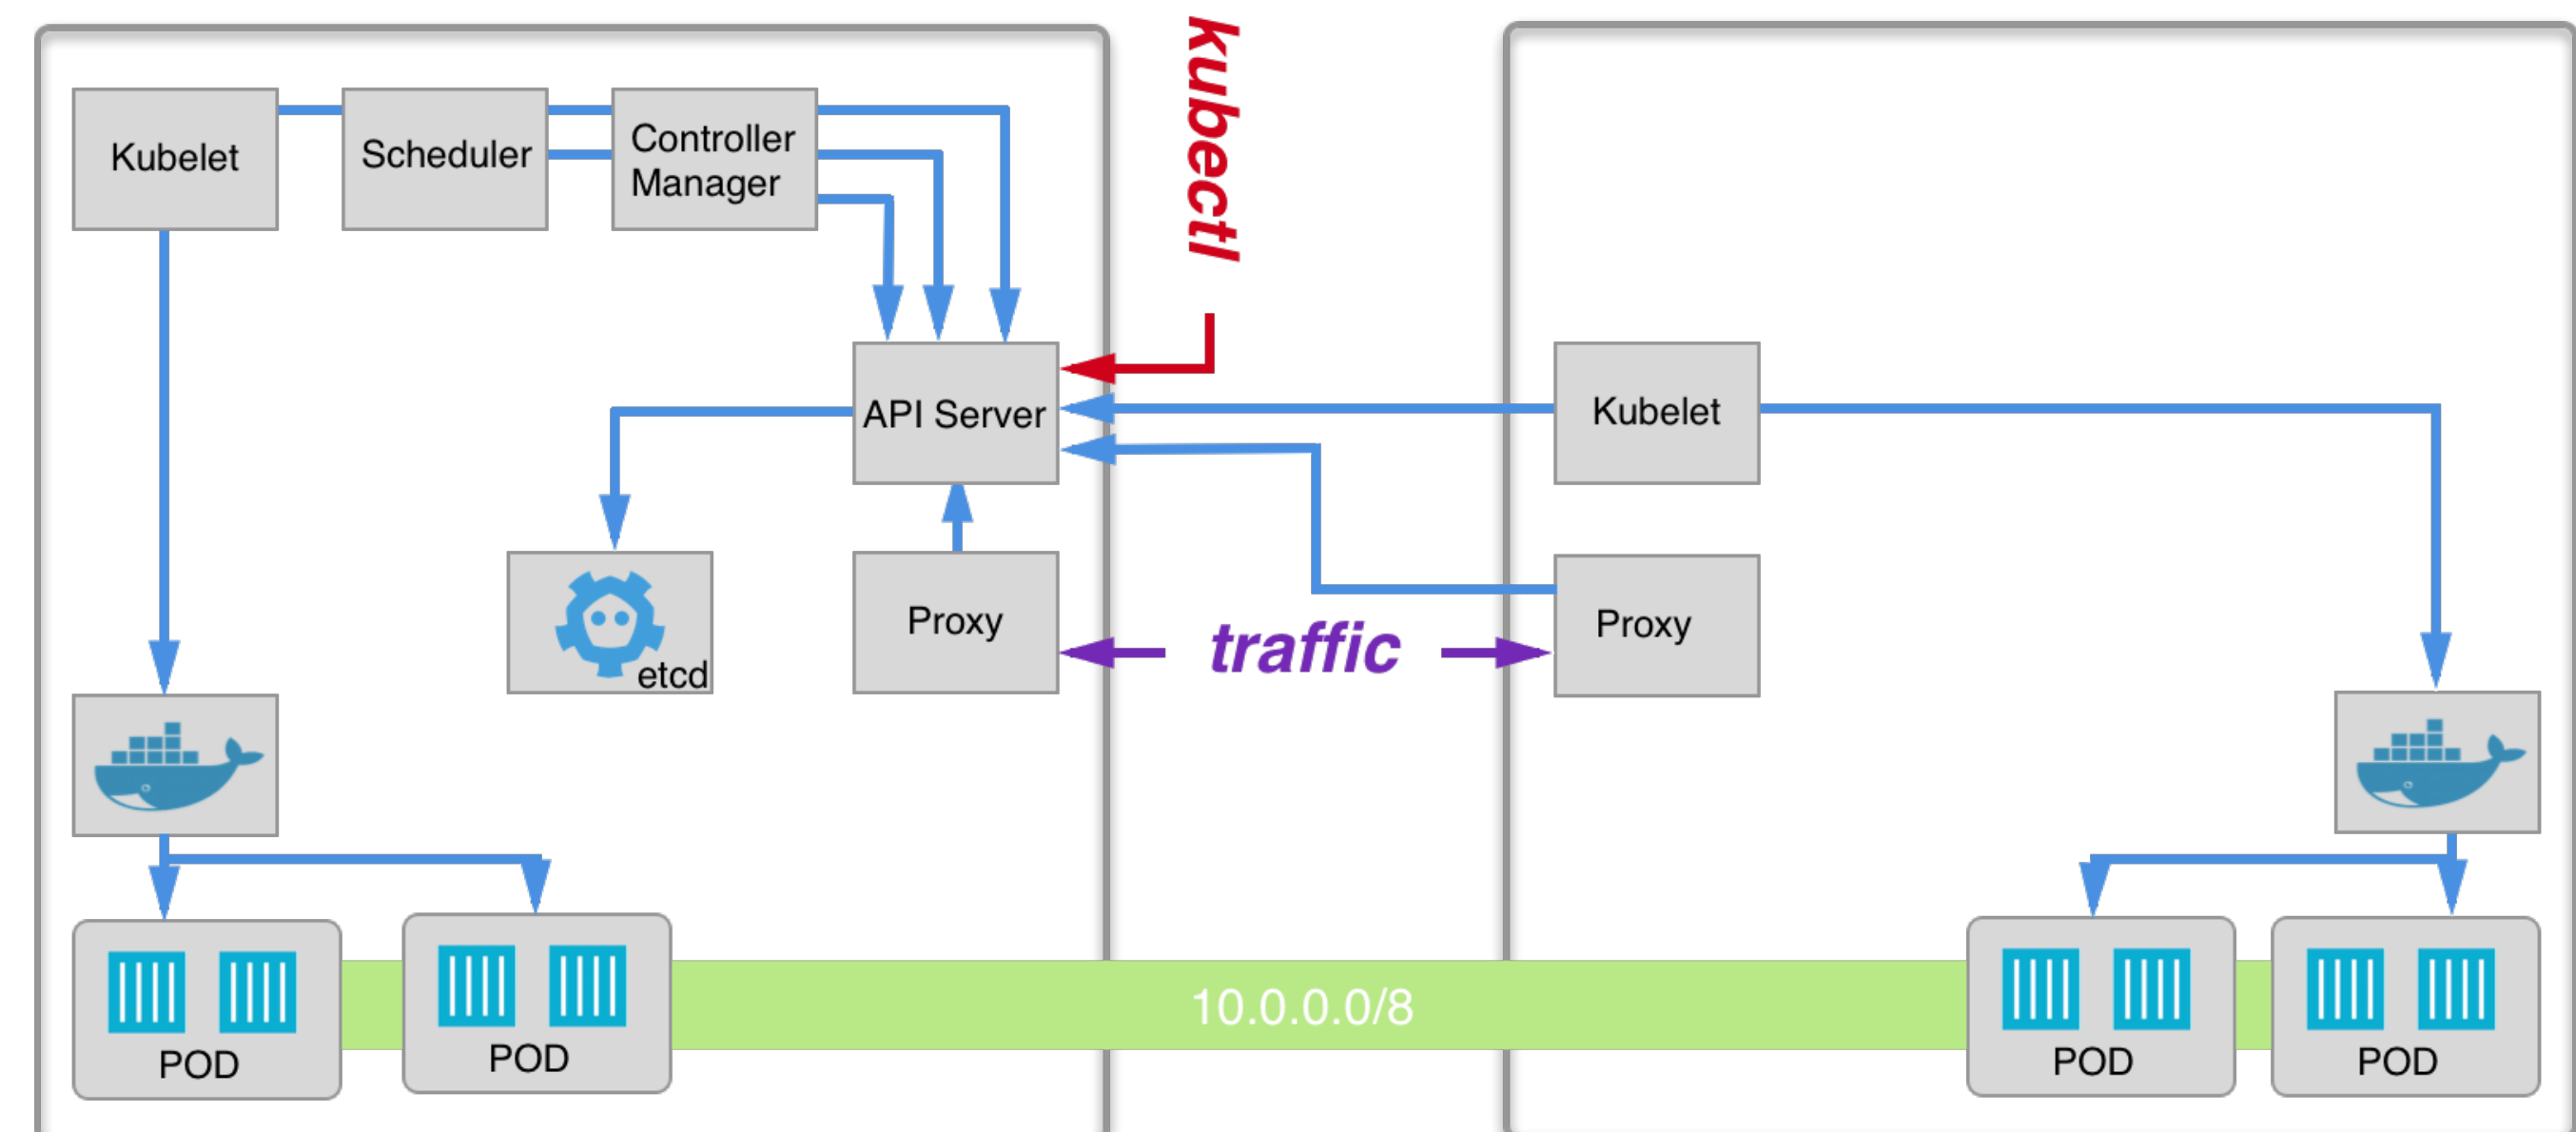 kubectl
Kubelet
Scheduler
Controller
Manager
API Server
Kubelet
etcd
Proxy
traffic
Proxy
10.0.0.0/8
POD
POD
POD
POD